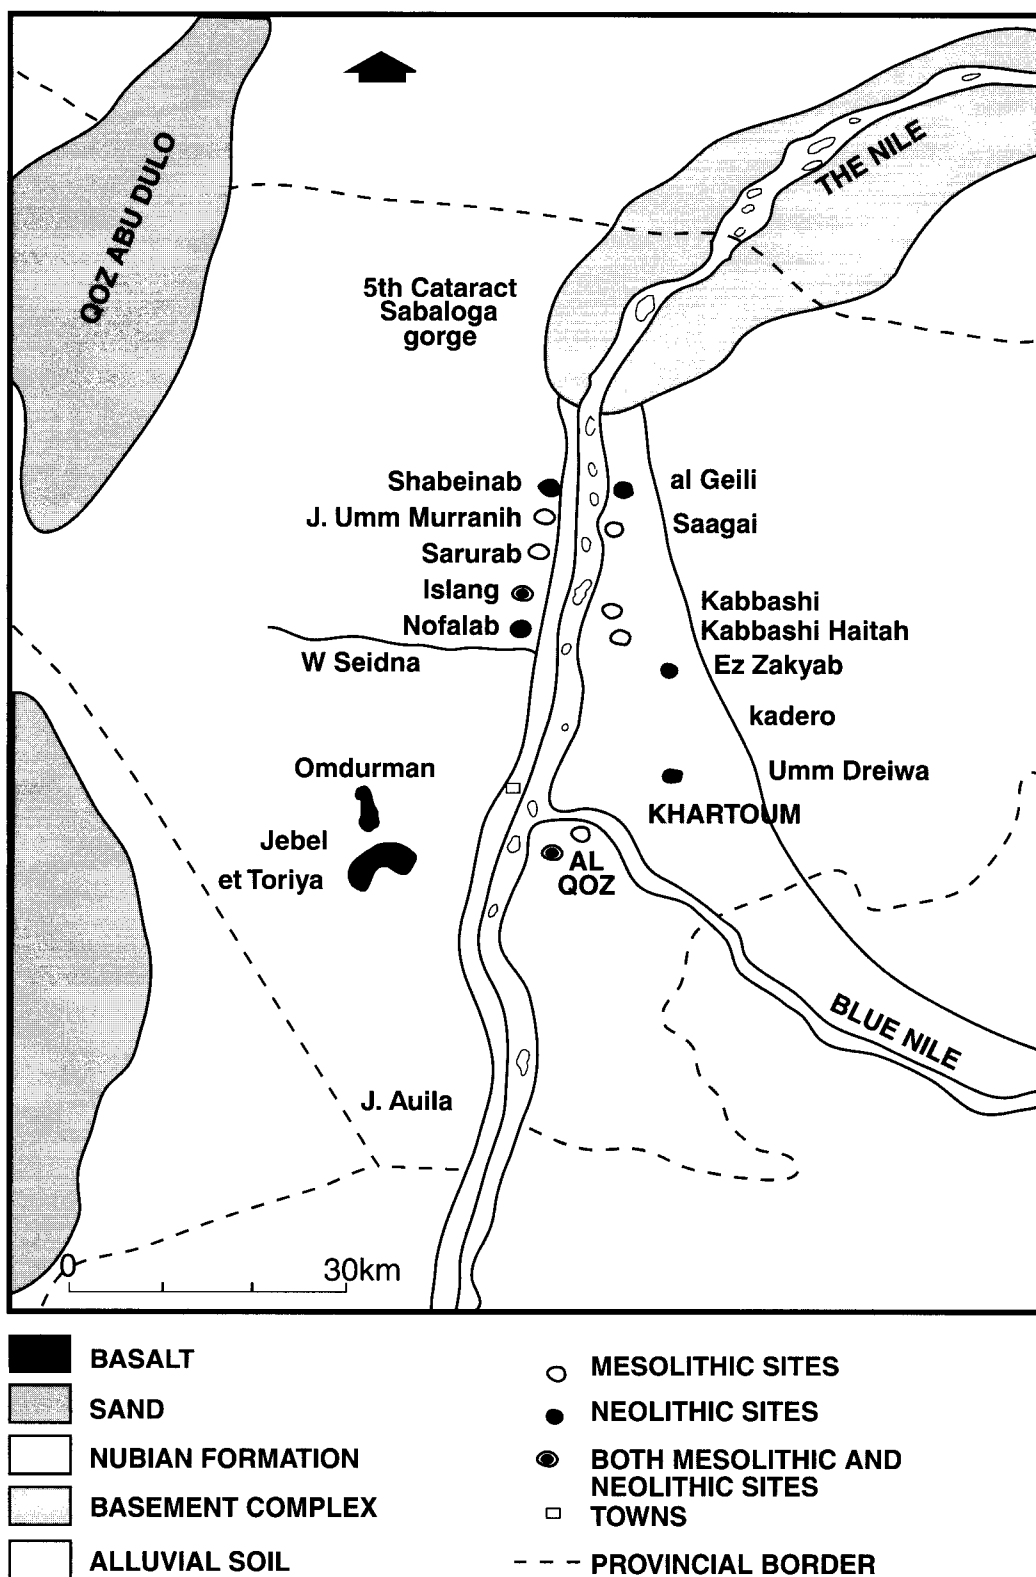 QOZ ABU DULO
THE NILE
5th Cataract
Sabaloga
gorge
Shabeinab
al Geili
J. Umm Murranih
Saagai
Sarurab
Islang
Kabbashi
Nofalab
Kabbashi Haitah
W Seidna
Ez Zakyab
kadero
Omdurman
Umm Dreiwa
KHARTOUM
Jebel
et Toriya
AL
QOZ
BLUE NILE
J. Auila
0
30km
BASALT
SAND
NUBIAN FORMATION
BASEMENT COMPLEX
ALLUVIAL SOIL
MESOLITHIC SITES
NEOLITHIC SITES
BOTH MESOLITHIC AND
NEOLITHIC SITES
TOWNS
PROVINCIAL BORDER